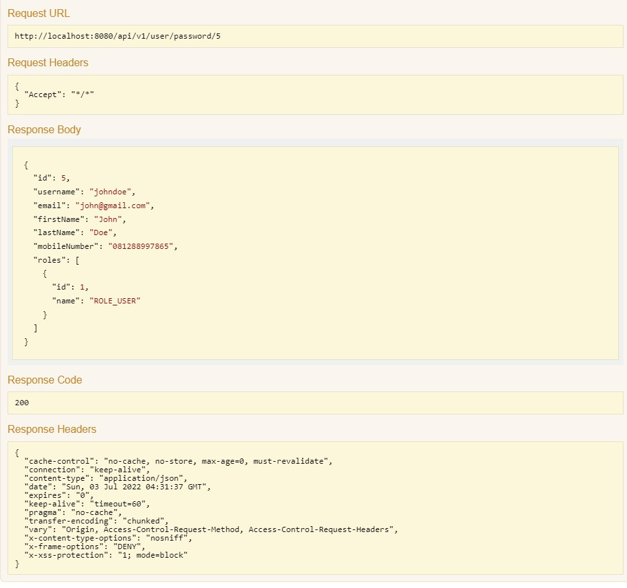 Request URL
http://localhost:8080/api/v1/user/password/5
Request Headers
{
  "Accept": "*/*"
}
Response Body
{
  "id": 5,
  "username": "johndoe",
  "email": "john@gmail.com",
  "firstName": "John",
  "lastName": "Doe",
  "mobileNumber": "081288997865",
  "roles": [
    {
      "id": 1,
      "name": "ROLE_USER"
    }
  ]
}
Response Code
200
Response Headers
{
  "cache-control": "no-cache, no-store, max-age=0, must-revalidate",
  "connection": "keep-alive",
  "content-type": "application/json",
  "date": "Sun, 03 Jul 2022 04:31:37 GMT",
  "expires": "0",
  "keep-alive": "timeout=60",
  "pragma": "no-cache",
  "transfer-encoding": "chunked",
  "vary": "Origin, Access-Control-Request-Method, Access-Control-Request-Headers",
  "x-content-type-options": "nosniff",
  "x-frame-options": "DENY",
  "x-xss-protection": "1; mode=block"
}